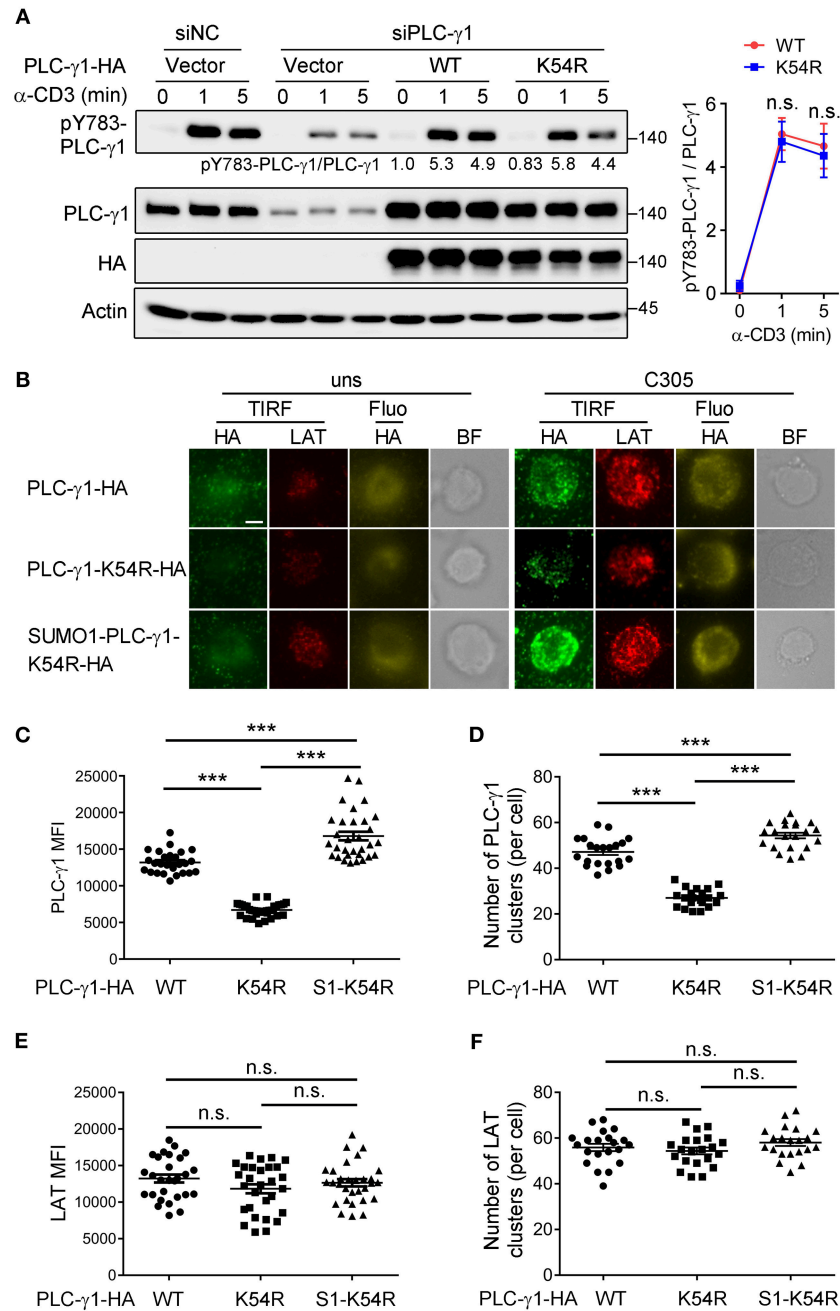 A
siNC siPLC-γ1
PLC-γ1-HA Vector Vector WT K54R
α-CD3 (min) 0 1 5 0 1 5 0 1 5 0 1 5
pY783-
PLC-γ1
–140
pY783-PLC-γ1/PLC-γ1 1.0 5.3 4.9 0.83 5.8 4.4
PLC-γ1 –140
HA –140
Actin –45
WT
K54R
n.s. n.s.
pY783-PLC-γ1 / PLC-γ1
6
4
2
0
0 1 5
α-CD3 (min)
B
uns C305
TIRF Fluo TIRF Fluo
HA LAT HA BF HA LAT HA BF
PLC-γ1-HA
PLC-γ1-K54R-HA
SUMO1-PLC-γ1-
K54R-HA
C
***
*** ***
PLC-γ1 MFI
25000
20000
15000
10000
5000
0
PLC-γ1-HA WT K54R S1-K54R
D
***
*** ***
Number of PLC-γ1
clusters (per cell)
80
60
40
20
0
PLC-γ1-HA WT K54R S1-K54R
E
n.s.
n.s. n.s.
LAT MFI
25000
20000
15000
10000
5000
0
PLC-γ1-HA WT K54R S1-K54R
F
n.s.
n.s. n.s.
Number of LAT
clusters (per cell)
80
60
40
20
0
PLC-γ1-HA WT K54R S1-K54R